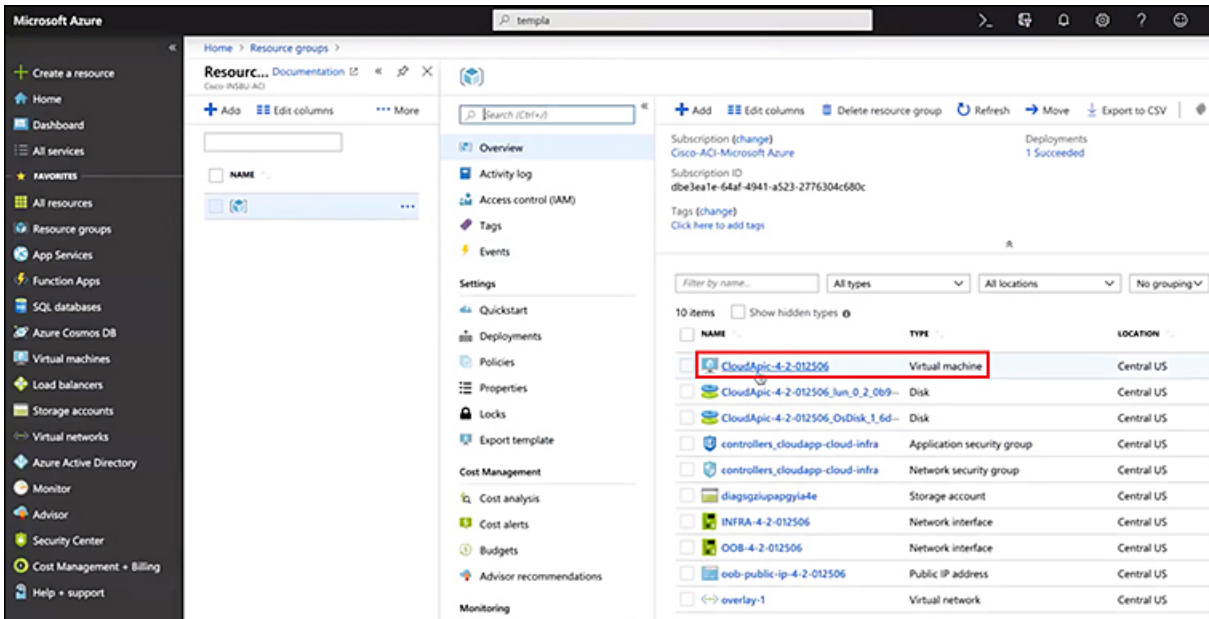 Microsoft Azure
templa
Home > Resource groups >
Create a resource
Home
Dashboard
All services
FAVORITES
All resources
Resource groups
App Services
Function Apps
SQL databases
Azure Cosmos DB
Virtual machines
Load balancers
Storage accounts
Virtual networks
Azure Active Directory
Monitor
Advisor
Security Center
Cost Management + Billing
Help + support
Resourc... Documentation
Cisco-INSBU-ACI
Add Edit columns ••• More
NAME
Search (Ctrl+/)
Overview
Activity log
Access control (IAM)
Tags
Events
Settings
Quickstart
Deployments
Policies
Properties
Locks
Export template
Cost Management
Cost analysis
Cost alerts
Budgets
Advisor recommendations
Monitoring
Add Edit columns Delete resource group Refresh Move Export to CSV
Subscription (change)
Cisco-ACI-Microsoft Azure
Deployments
1 Succeeded
Subscription ID
dbe3ea1e-64af-4941-a523-2776304c680c
Tags (change)
Click here to add tags
Filter by name... All types All locations No grouping
10 items Show hidden types
NAME TYPE LOCATION
CloudApic-4-2-012506 Virtual machine Central US
CloudApic-4-2-012506_lun_0_2_0b9--- Disk Central US
CloudApic-4-2-012506_OsDisk_1_6d--- Disk Central US
controllers_cloudapp-cloud-infra Application security group Central US
controllers_cloudapp-cloud-infra Network security group Central US
diagsgziupapgyia4e Storage account Central US
INFRA-4-2-012506 Network interface Central US
OOB-4-2-012506 Network interface Central US
oob-public-ip-4-2-012506 Public IP address Central US
overlay-1 Virtual network Central US